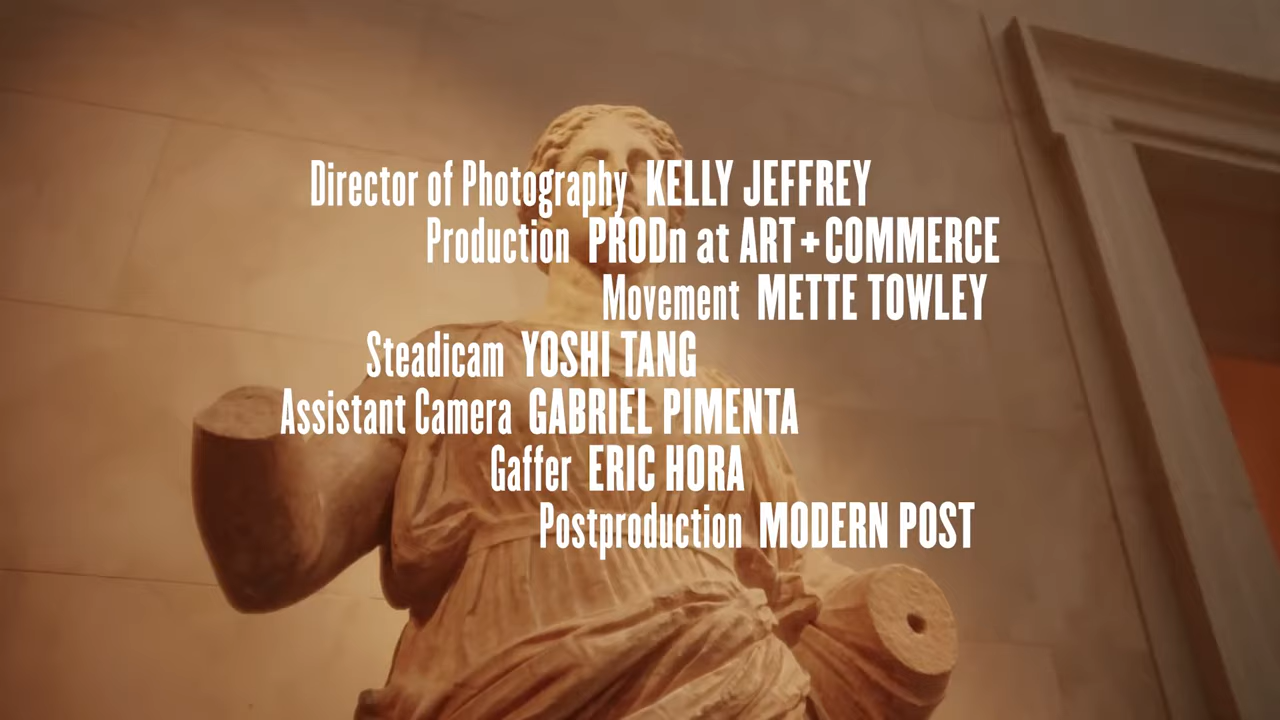 Director of Photography KELLY JEFFREY
Production PRODn at ART+COMMERCE
Movement METTE TOWLEY
Steadicam YOSHI TANG
Assistant Camera GABRIEL PIMENTA
Gaffer ERIC HORA
Postproduction MODERN POST